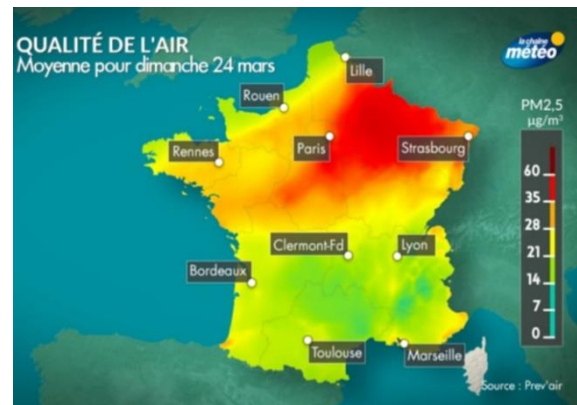 QUALITÉ DE L'AIR
Moyenne pour dimanche 24 mars
la chaîne
météo
Lille
Rouen
PM2,5
µg/m³
Paris
Strasbourg
Rennes
60
35
28
21
14
7
0
Clermont-Fd
Lyon
Bordeaux
Toulouse
Marseille
Source : Prev'air